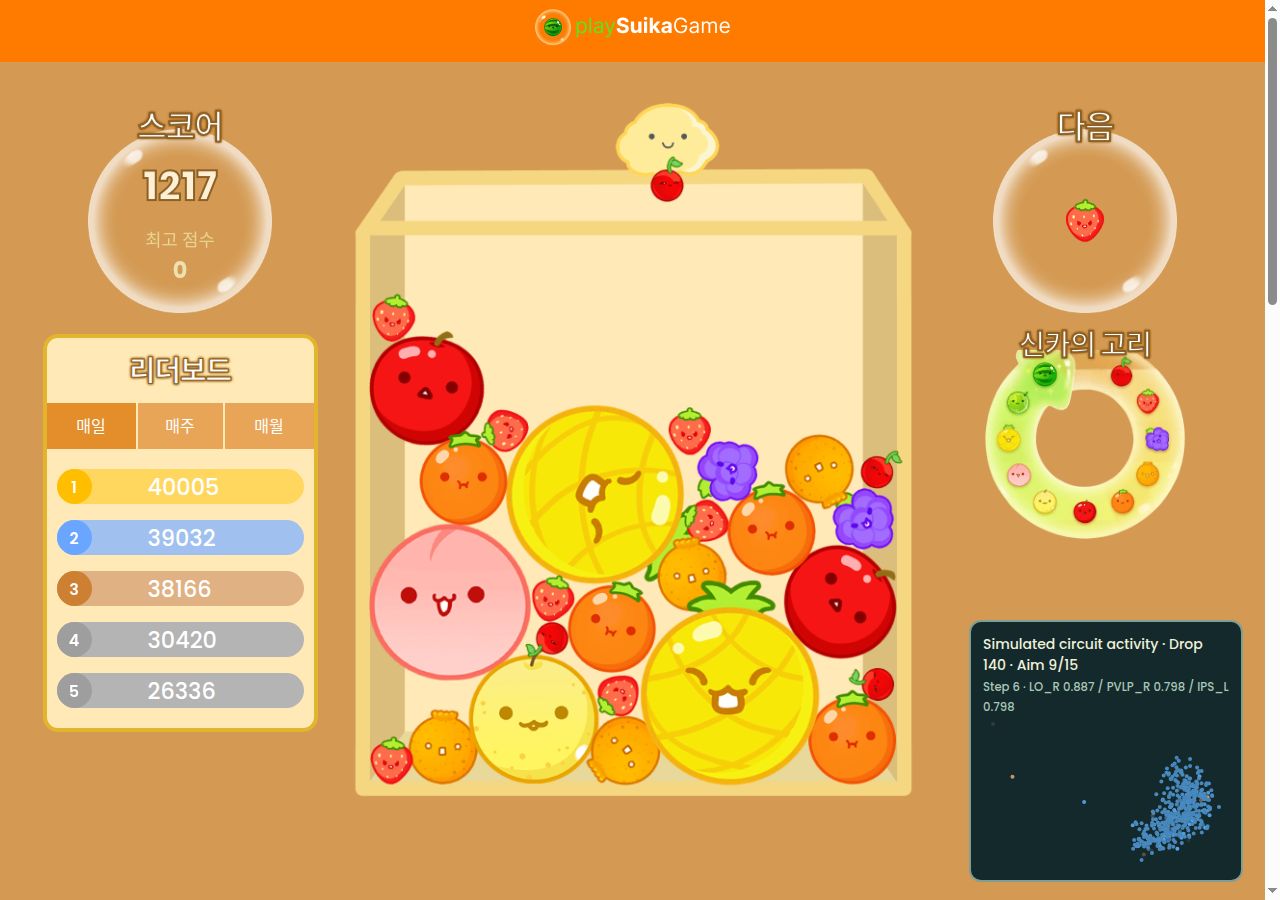 playSuikaGame
스코어
1217
최고 점수
0
리더보드
매일
매주
매월
1 40005
2 39032
3 38166
4 30420
5 26336
다음
신카의 고리
Simulated circuit activity · Drop
140 · Aim 9/15
Step 6 · LO_R 0.887 / PVLP_R 0.798 / IPS_L
0.798